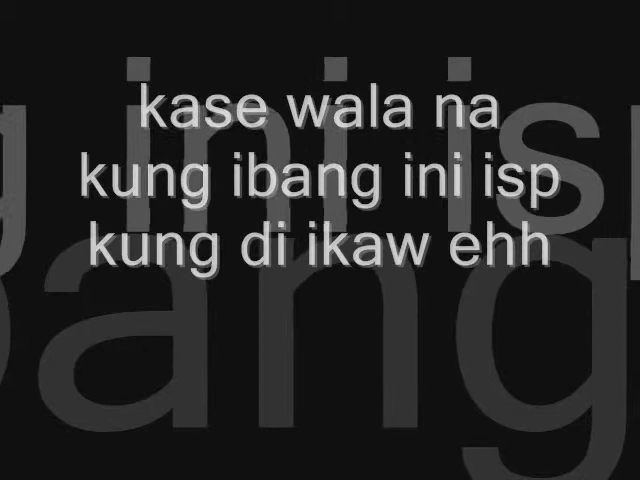 kase wala na
kung ibang ini isp
kung di ikaw ehh